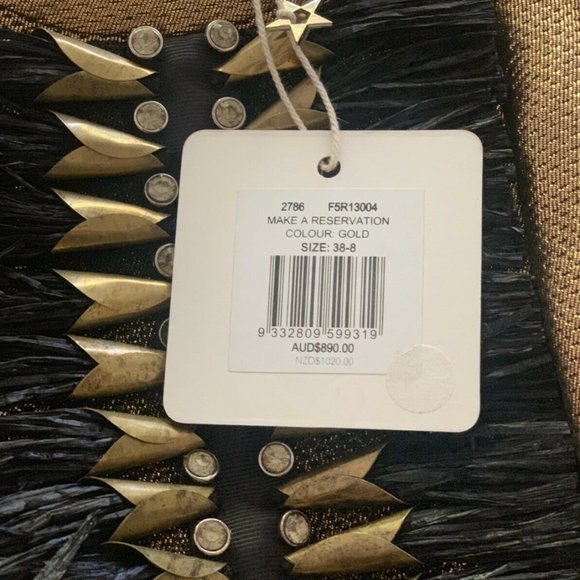 2786 F5R13004
MAKE A RESERVATION
COLOUR: GOLD
SIZE: 38-8
9 332809 599319
AUD$890.00
NZD$1020.00